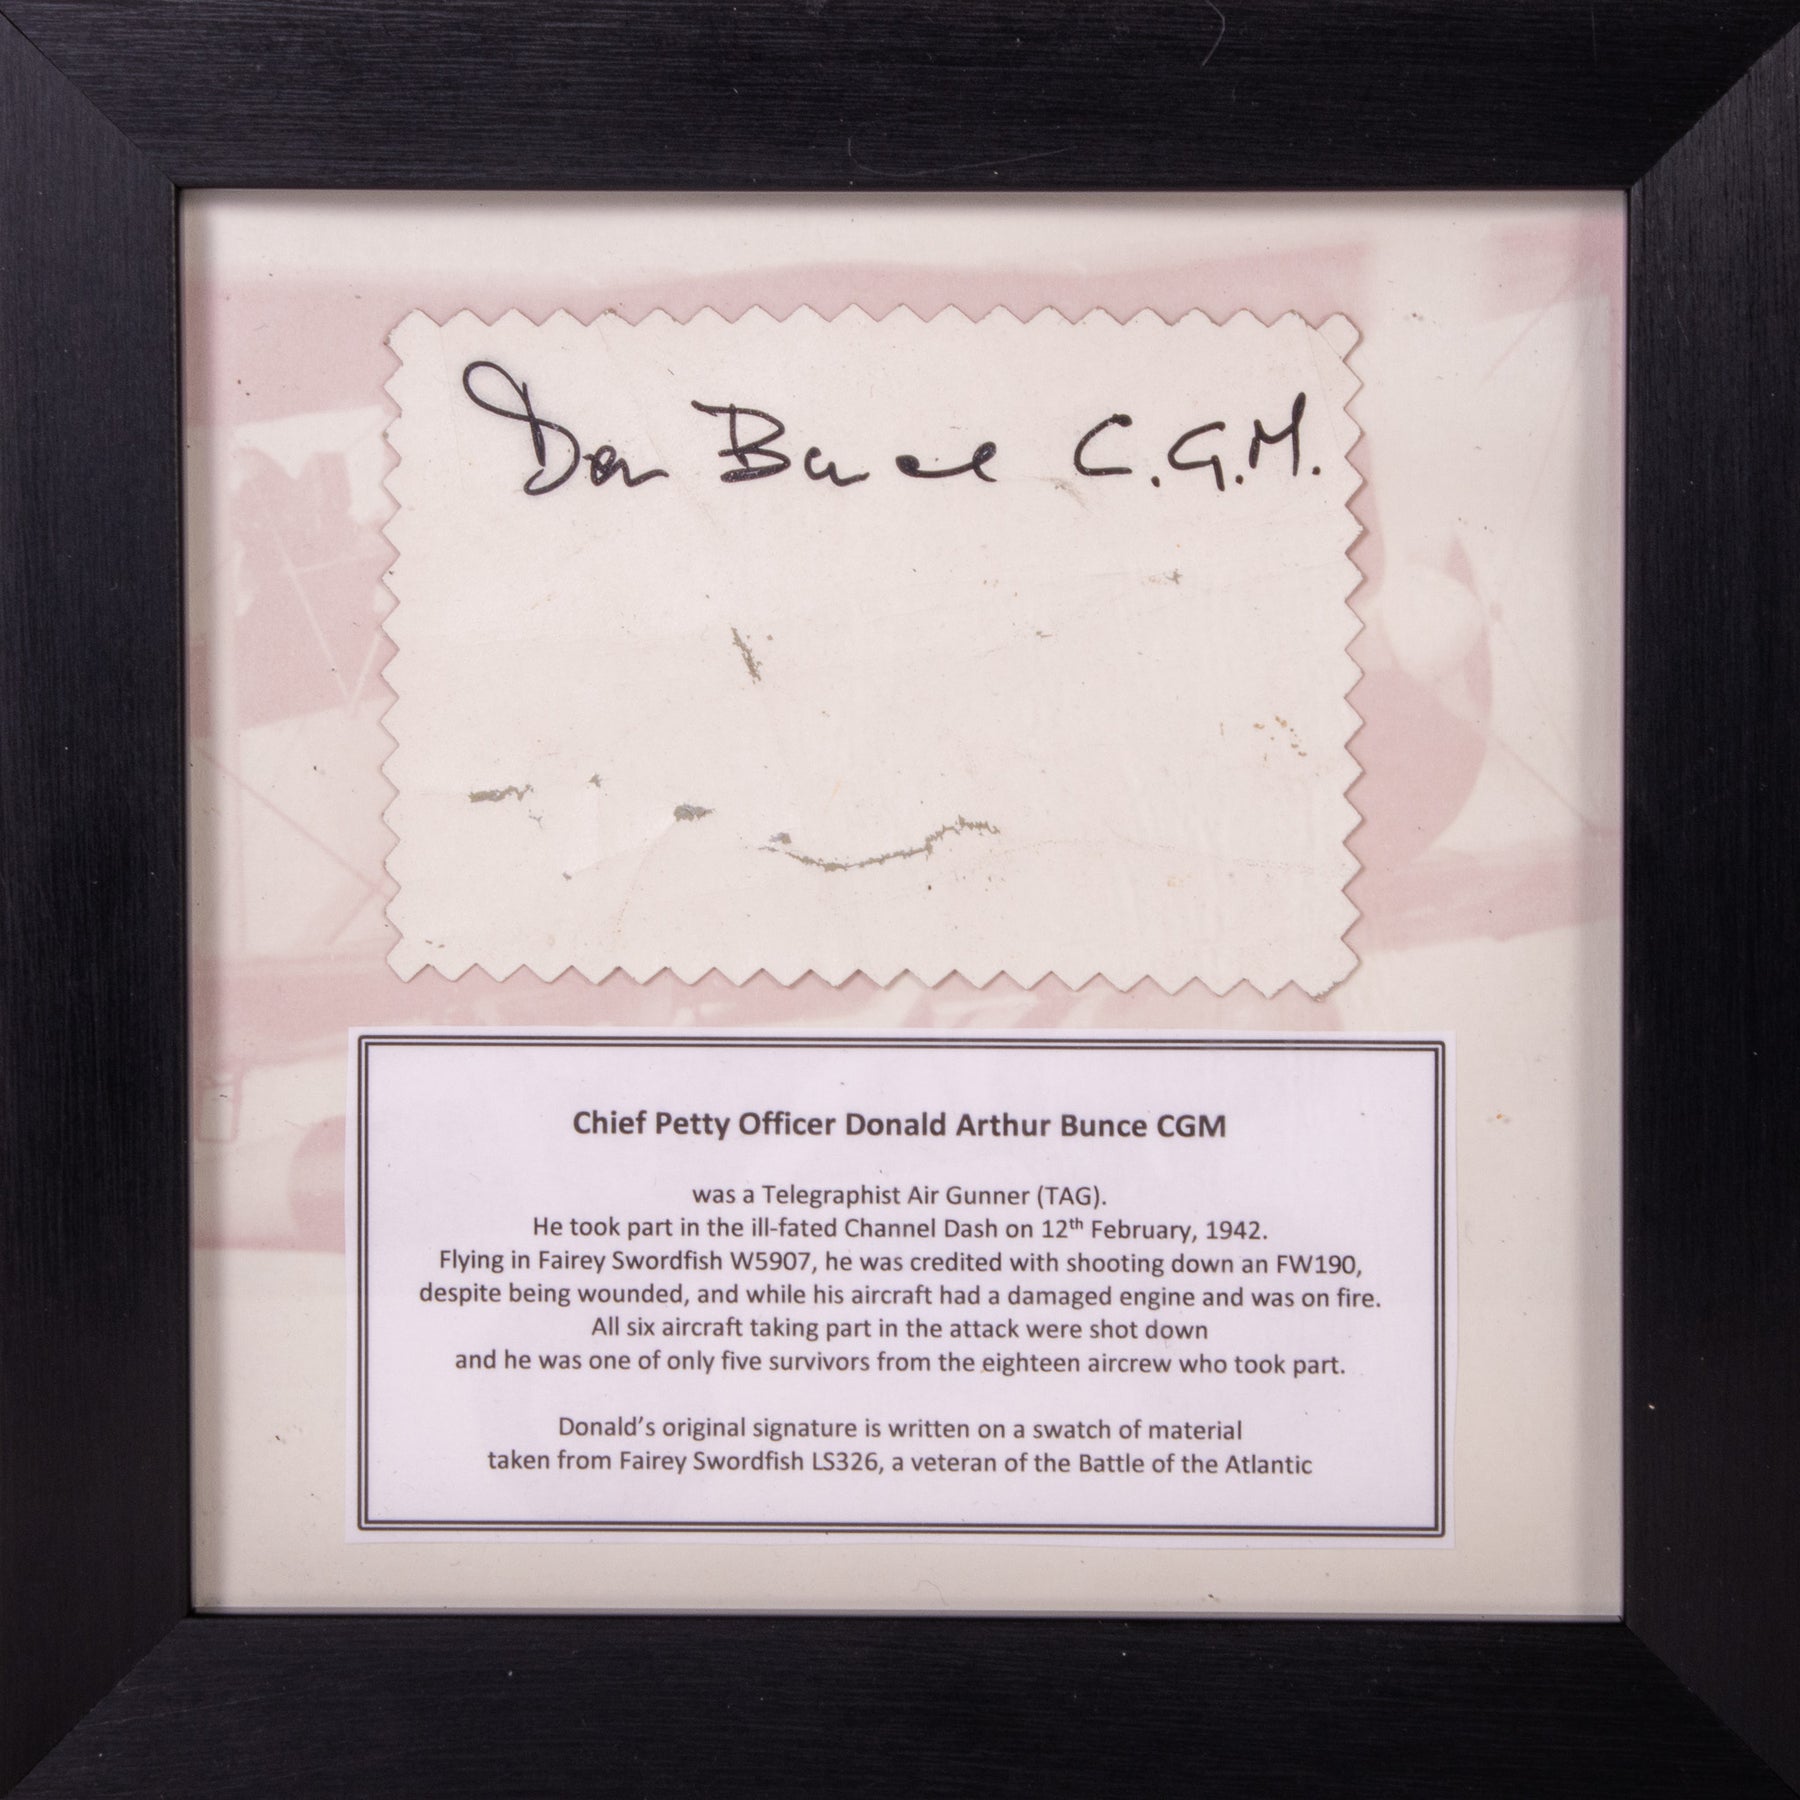 Don Bunce C.G.M.
Chief Petty Officer Donald Arthur Bunce CGM
was a Telegraphist Air Gunner (TAG).
He took part in the ill-fated Channel Dash on 12th February, 1942.
Flying in Fairey Swordfish W5907, he was credited with shooting down an FW190,
despite being wounded, and while his aircraft had a damaged engine and was on fire.
All six aircraft taking part in the attack were shot down
and he was one of only five survivors from the eighteen aircrew who took part.
Donald's original signature is written on a swatch of material
taken from Fairey Swordfish LS326, a veteran of the Battle of the Atlantic